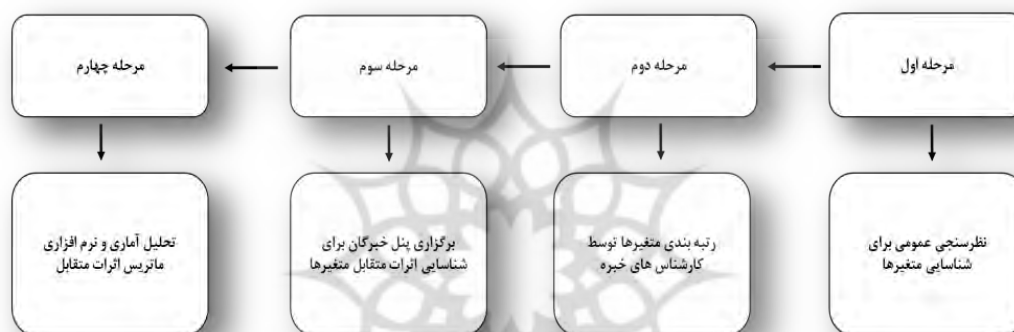 مرحله اول
مرحله دوم
مرحله سوم
مرحله چهارم
نظرسنجی عمومی برای
شناسایی متغیرها
رتبه بندی متغیرها توسط
کارشناس های خبره
برگزاری پنل خبرگان برای
شناسایی اثرات متقابل متغیرها
تحلیل آماری و نرم افزاری
ماتریس اثرات متقابل